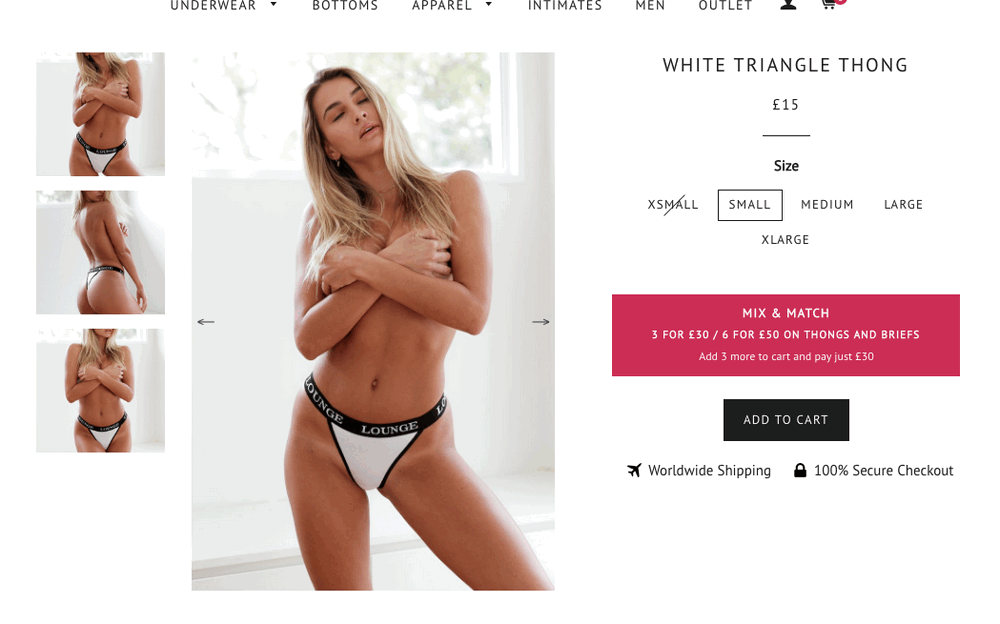 UNDERWEAR
BOTTOMS
APPAREL
INTIMATES
MEN
OUTLET
WHITE TRIANGLE THONG
£15
Size
XSMALL
SMALL
MEDIUM
LARGE
XLARGE
MIX & MATCH
3 FOR £30 / 6 FOR £50 ON THONGS AND BRIEFS
Add 3 more to cart and pay just £30
ADD TO CART
Worldwide Shipping
100% Secure Checkout
LOUNGE
LOUNGE
LO